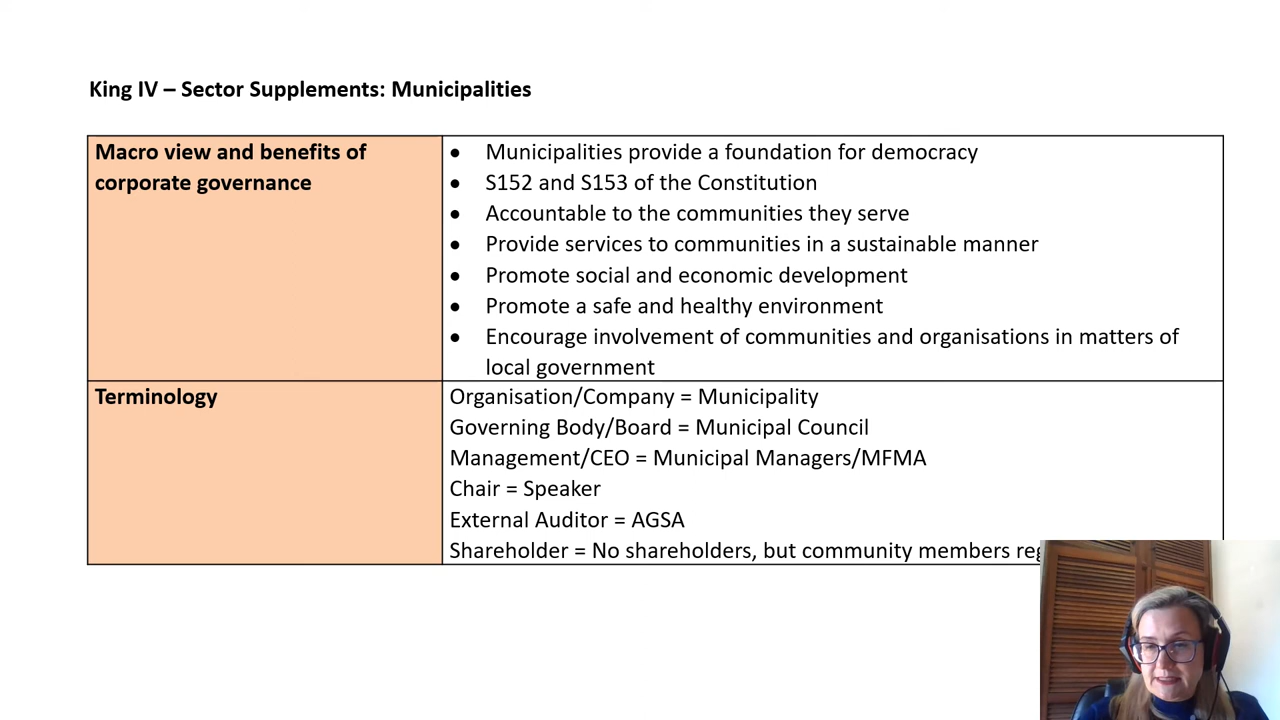 King IV – Sector Supplements: Municipalities
Macro view and benefits of
corporate governance
• Municipalities provide a foundation for democracy
• S152 and S153 of the Constitution
• Accountable to the communities they serve
• Provide services to communities in a sustainable manner
• Promote social and economic development
• Promote a safe and healthy environment
• Encourage involvement of communities and organisations in matters of
local government
Terminology
Organisation/Company = Municipality
Governing Body/Board = Municipal Council
Management/CEO = Municipal Managers/MFMA
Chair = Speaker
External Auditor = AGSA
Shareholder = No shareholders, but community members